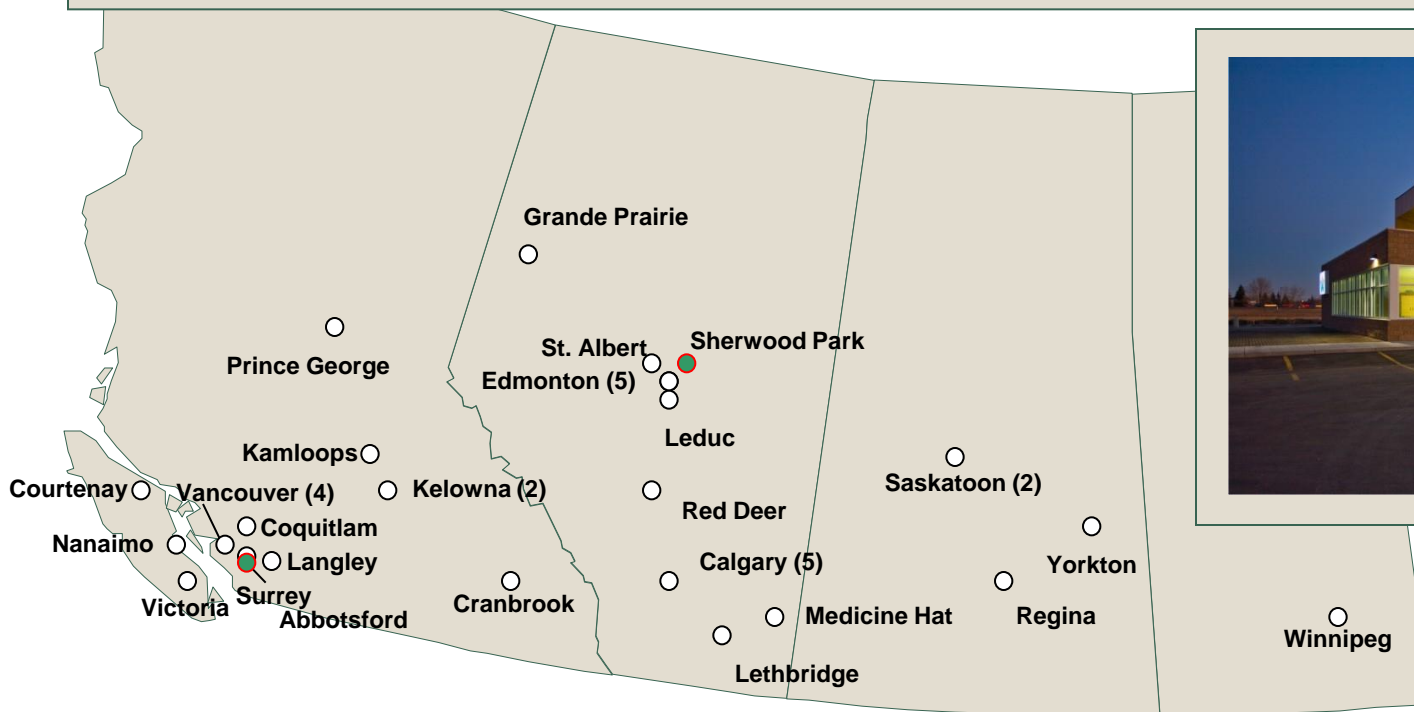 Grande Prairie
Sherwood Park
St. Albert
Prince George
Edmonton (5)
Leduc
Kamloops
Saskatoon (2)
Courtenay
Vancouver (4)
Kelowna (2)
Red Deer
Coquitlam
Nanaimo
Langley
Calgary (5)
Yorkton
Surrey
Victoria
Cranbrook
Abbotsford
Medicine Hat
Regina
Winnipeg
Lethbridge